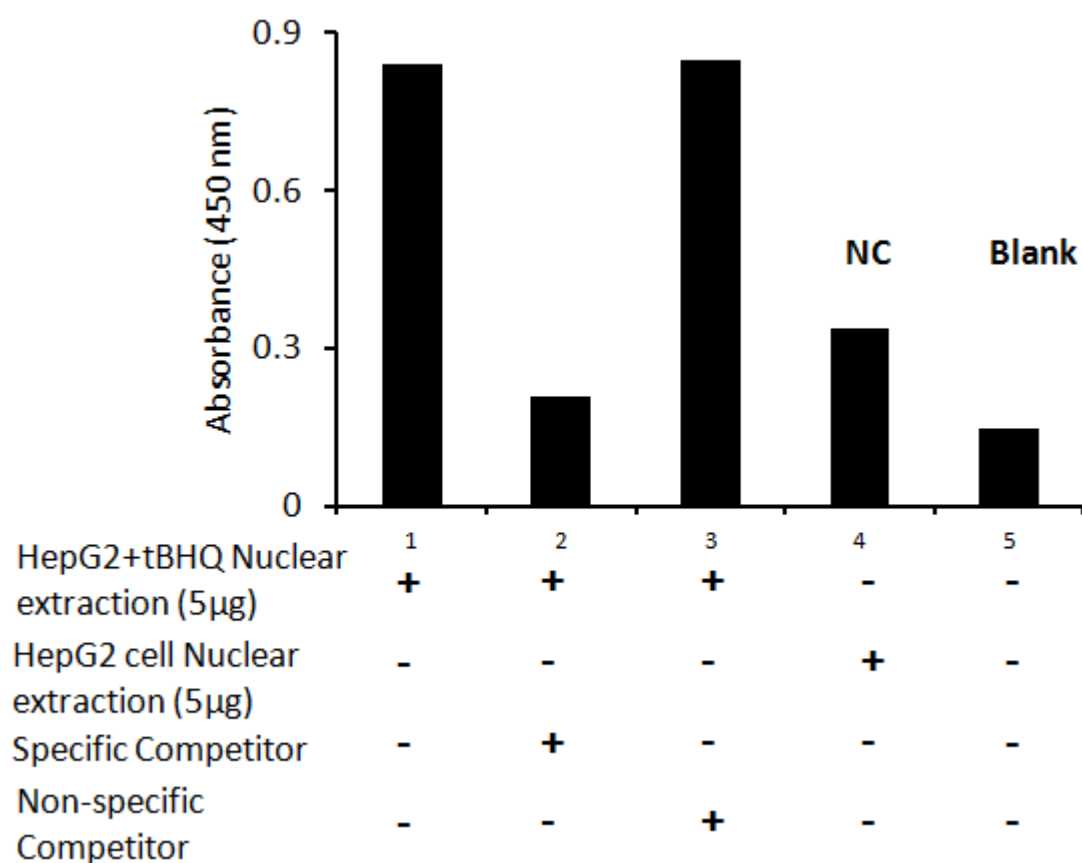 0.9
0.6
0.3
0
Absorbance (450 nm)
NC
Blank
1 2 3 4 5
HepG2+tBHQ Nuclear
extraction (5µg)
+ + + - -
HepG2 cell Nuclear
extraction (5µg)
- - - + -
Specific Competitor - + - - -
Non-specific
Competitor
- - + - -